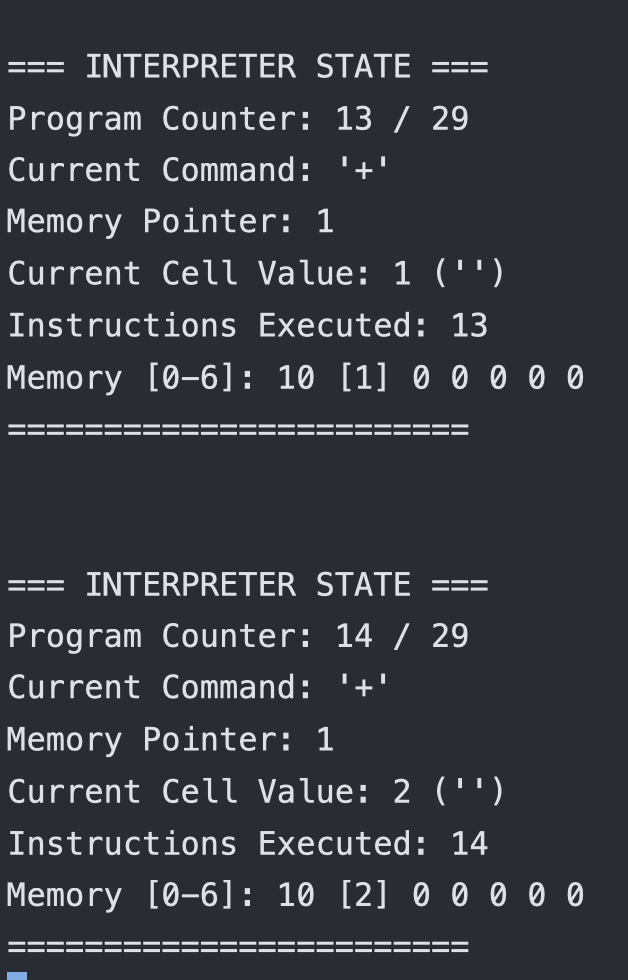 === INTERPRETER STATE ===
Program Counter: 13 / 29
Current Command: '+'
Memory Pointer: 1
Current Cell Value: 1 ('')
Instructions Executed: 13
Memory [0-6]: 10 [1] 0 0 0 0 0
========================
=== INTERPRETER STATE ===
Program Counter: 14 / 29
Current Command: '+'
Memory Pointer: 1
Current Cell Value: 2 ('')
Instructions Executed: 14
Memory [0-6]: 10 [2] 0 0 0 0 0
========================